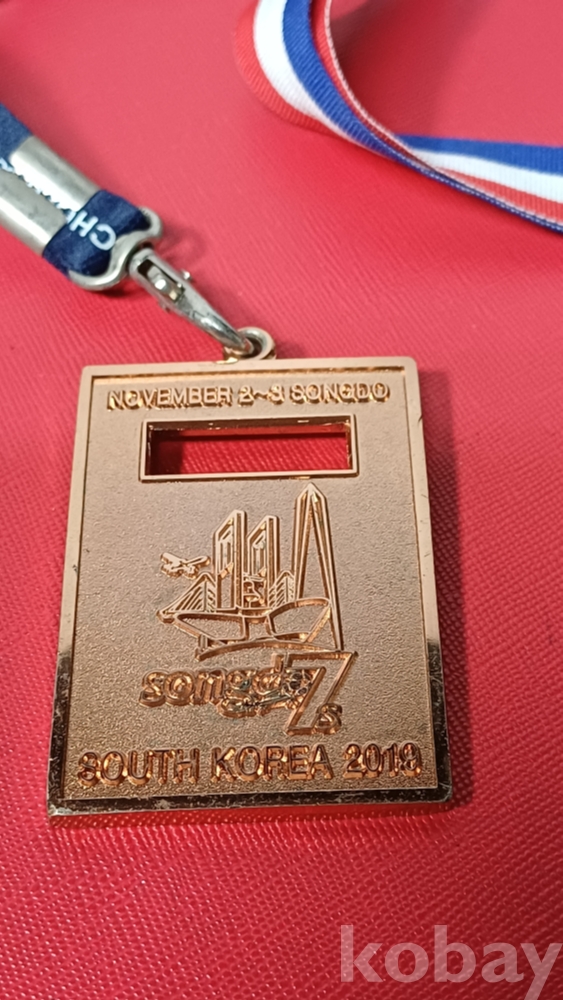 CH
NOVEMBER 2~3 SONGDO
songdo 7s
SOUTH KOREA 2018
kobay